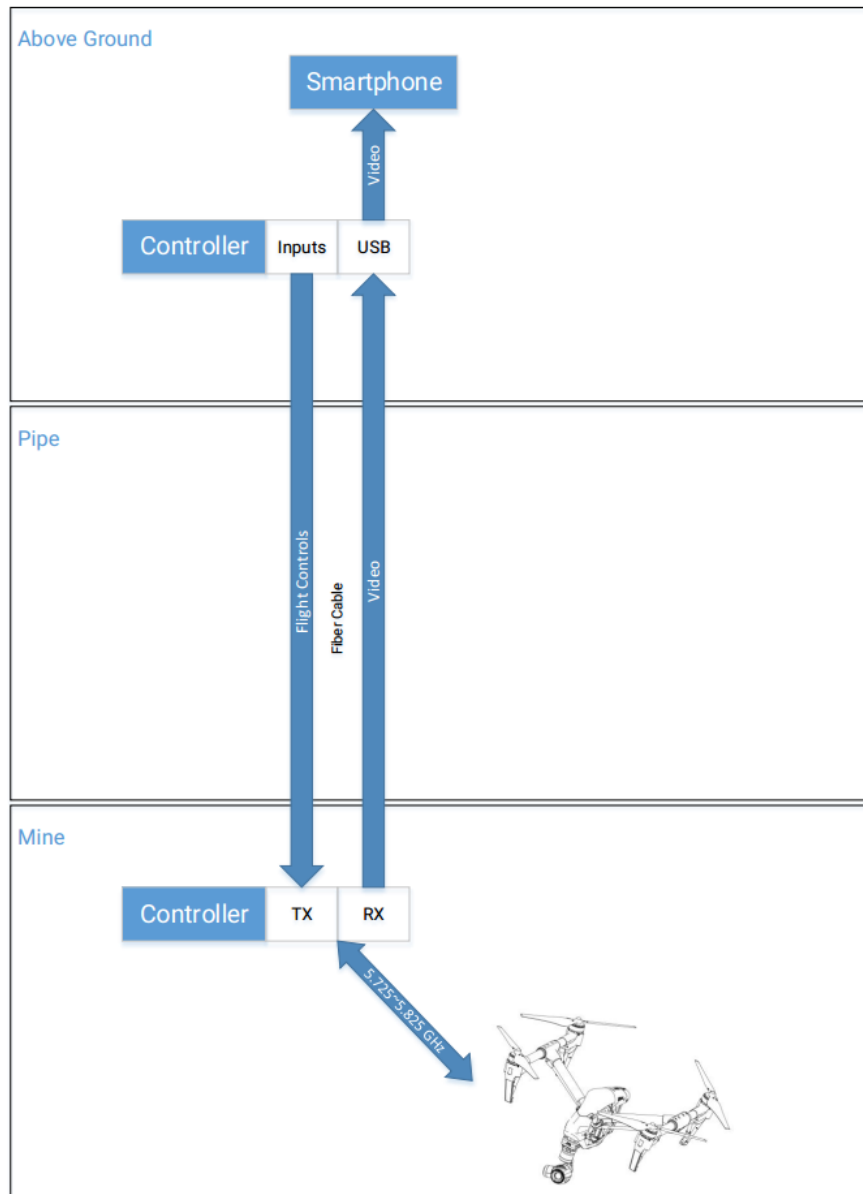 Above Ground
Smartphone
Video
Controller
Inputs
USB
Pipe
Flight Controls
Fiber Cable
Video
Mine
Controller
TX
RX
5.725~5.825 GHz